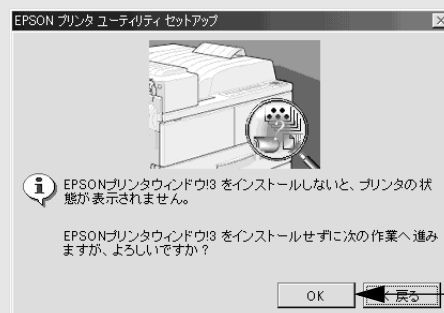 EPSON プリンタ ユーティリティ セットアップ
EPSONプリンタウィンドウ!3 をインストールしないと、プリンタの状
態が表示されません。
EPSONプリンタウィンドウ!3 をインストールせずに次の作業へ進み
ますが、よろしいですか？
OK
戻る